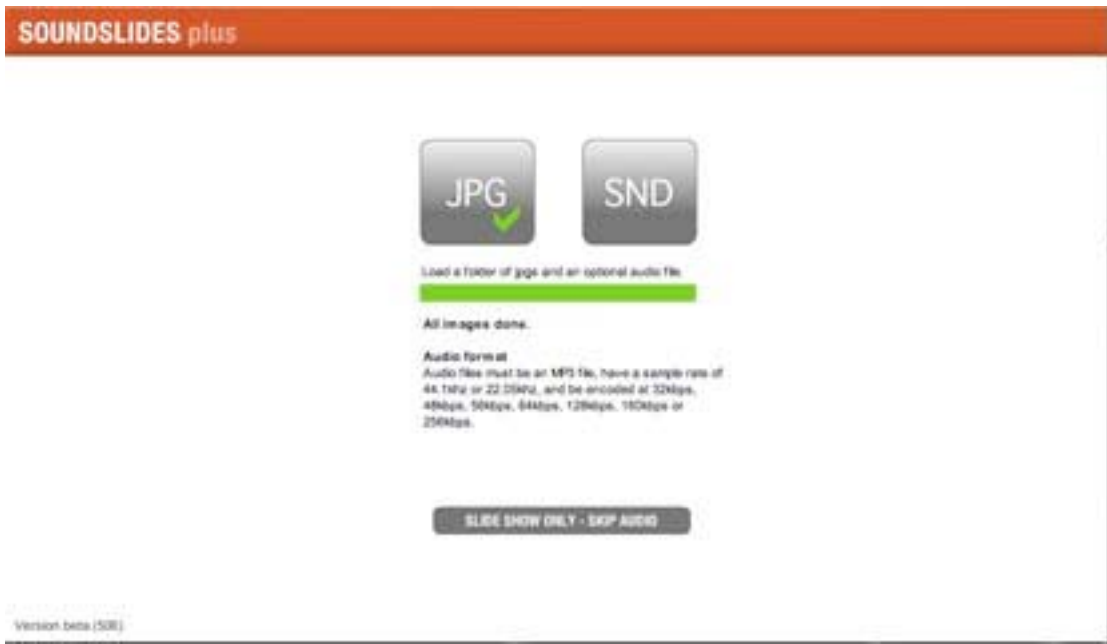 SOUNDSLIDES plus
JPG
SND
Load a folder of jpgs and an optional audio file.
All images done.
Audio format
Audio files must be an MP3 file, have a sample rate of
44.1khz or 22.05khz, and be encoded at 32kbps,
48kbps, 56kbps, 64kbps, 128kbps, 160kbps or
256kbps.
SLIDE SHOW ONLY - SKIP AUDIO
Version beta